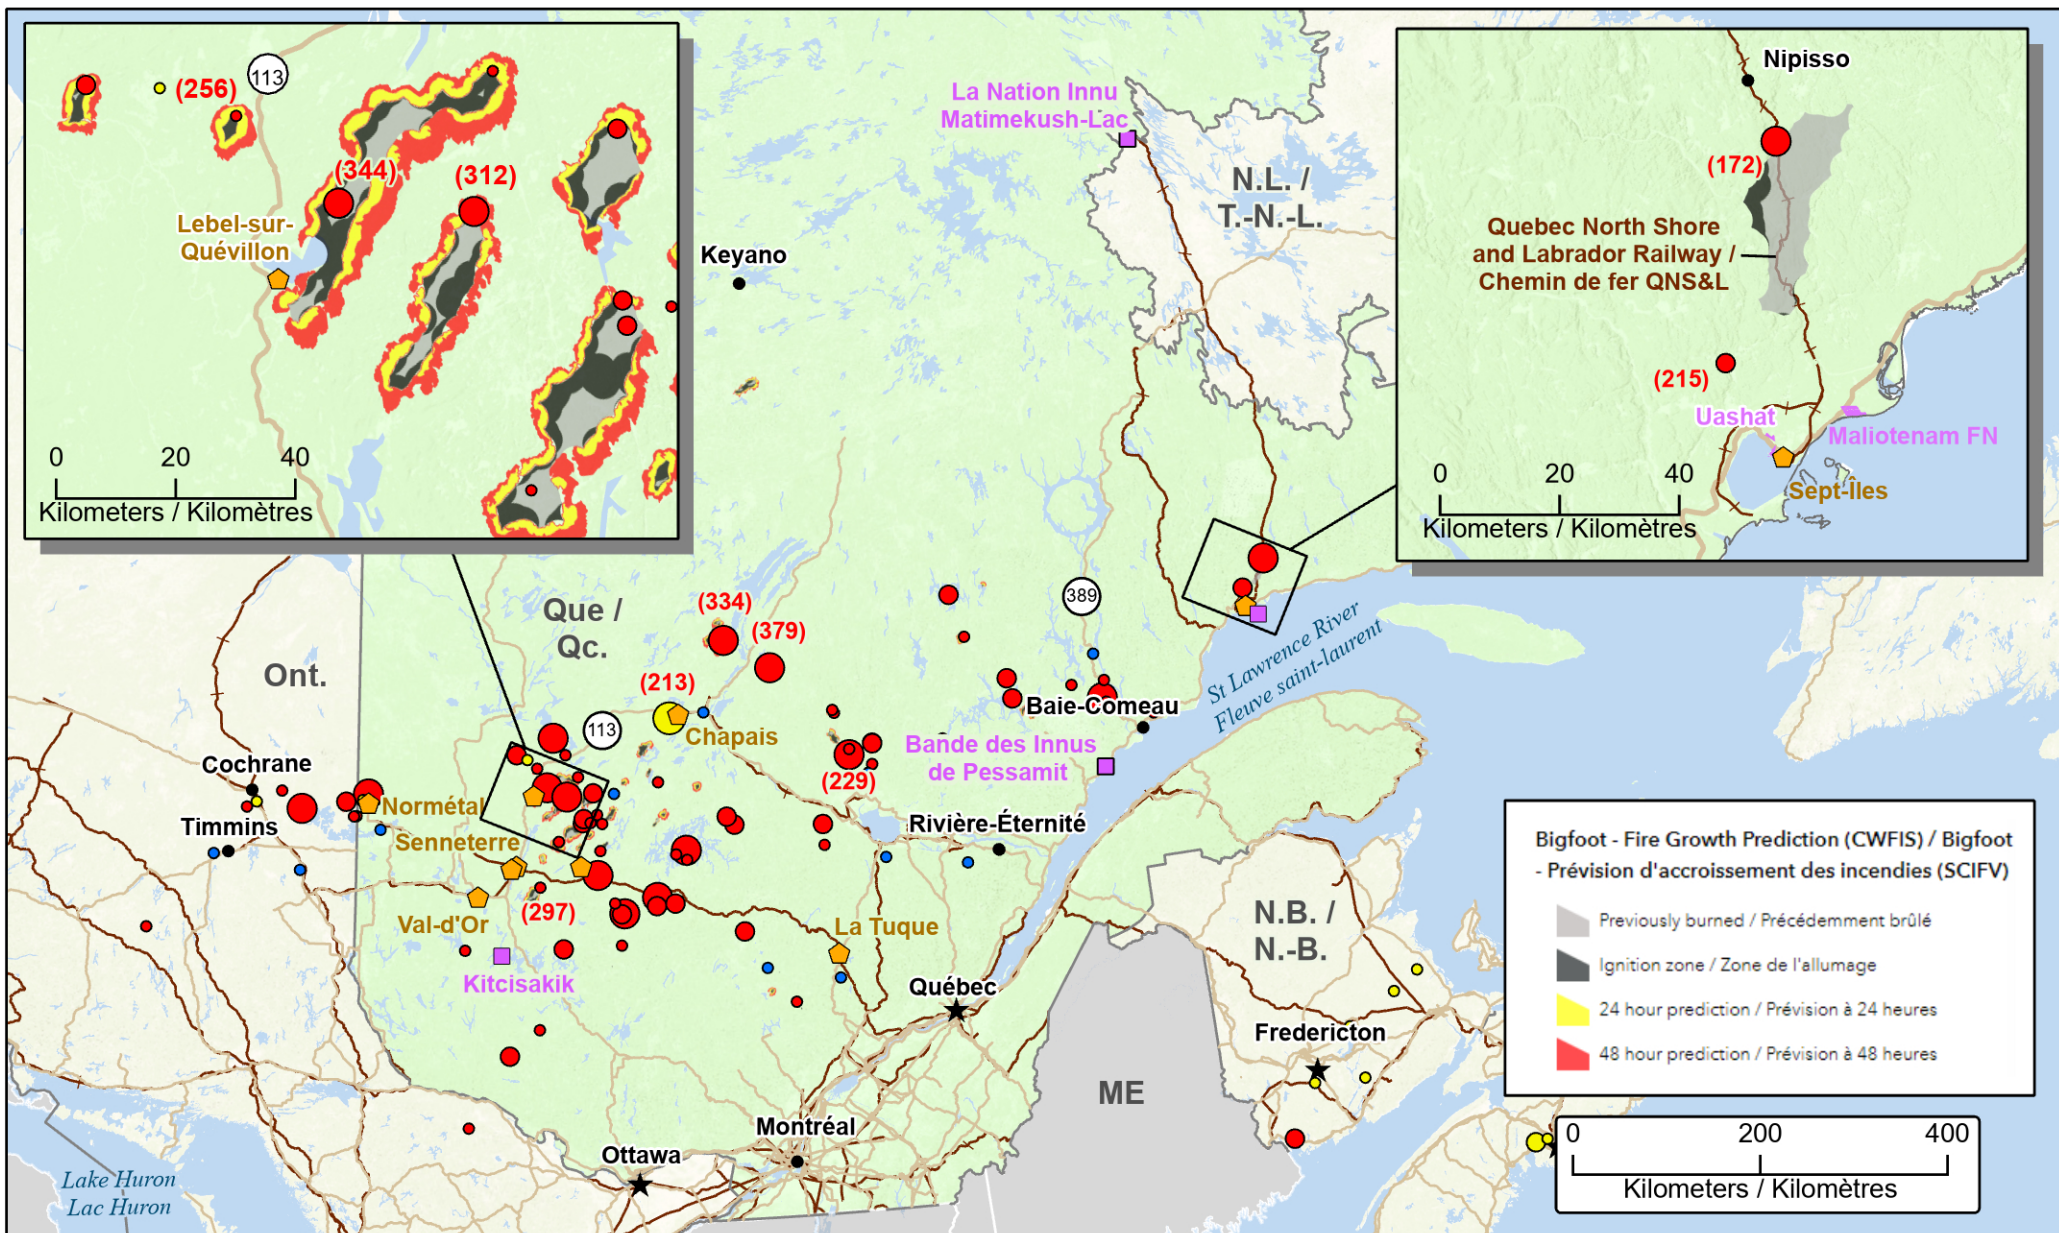 (256)
113
(344)
(312)
Lebel-sur-
Quévillon
0 20 40
Kilometers / Kilomètres
La Nation Innu
Matimekush-Lac
N.L. /
T.-N.-L.
Keyano
Nipisso
(172)
Quebec North Shore
and Labrador Railway /
Chemin de fer QNS&L
(215)
Uashat
Maliotenam FN
Sept-Îles
0 20 40
Kilometers / Kilomètres
Que /
Qc.
(334)
(379)
389
(213)
Ont.
113
Chapais
Baie-Comeau
St Lawrence River
Fleuve saint-laurent
Bande des Innus
de Pessamit
(229)
Cochrane
Normétal
Timmins
Senneterre
Rivière-Éternité
(297)
Val-d'Or
La Tuque
Kitcisakik
Québec
N.B. /
N.-B.
Fredericton
ME
Montréal
Ottawa
Lake Huron
Lac Huron
Bigfoot - Fire Growth Prediction (CWFIS) / Bigfoot
- Prévision d'accroissement des incendies (SCIFV)
Previously burned / Précédemment brûlé
Ignition zone / Zone de l'allumage
24 hour prediction / Prévision à 24 heures
48 hour prediction / Prévision à 48 heures
0 200 400
Kilometers / Kilomètres